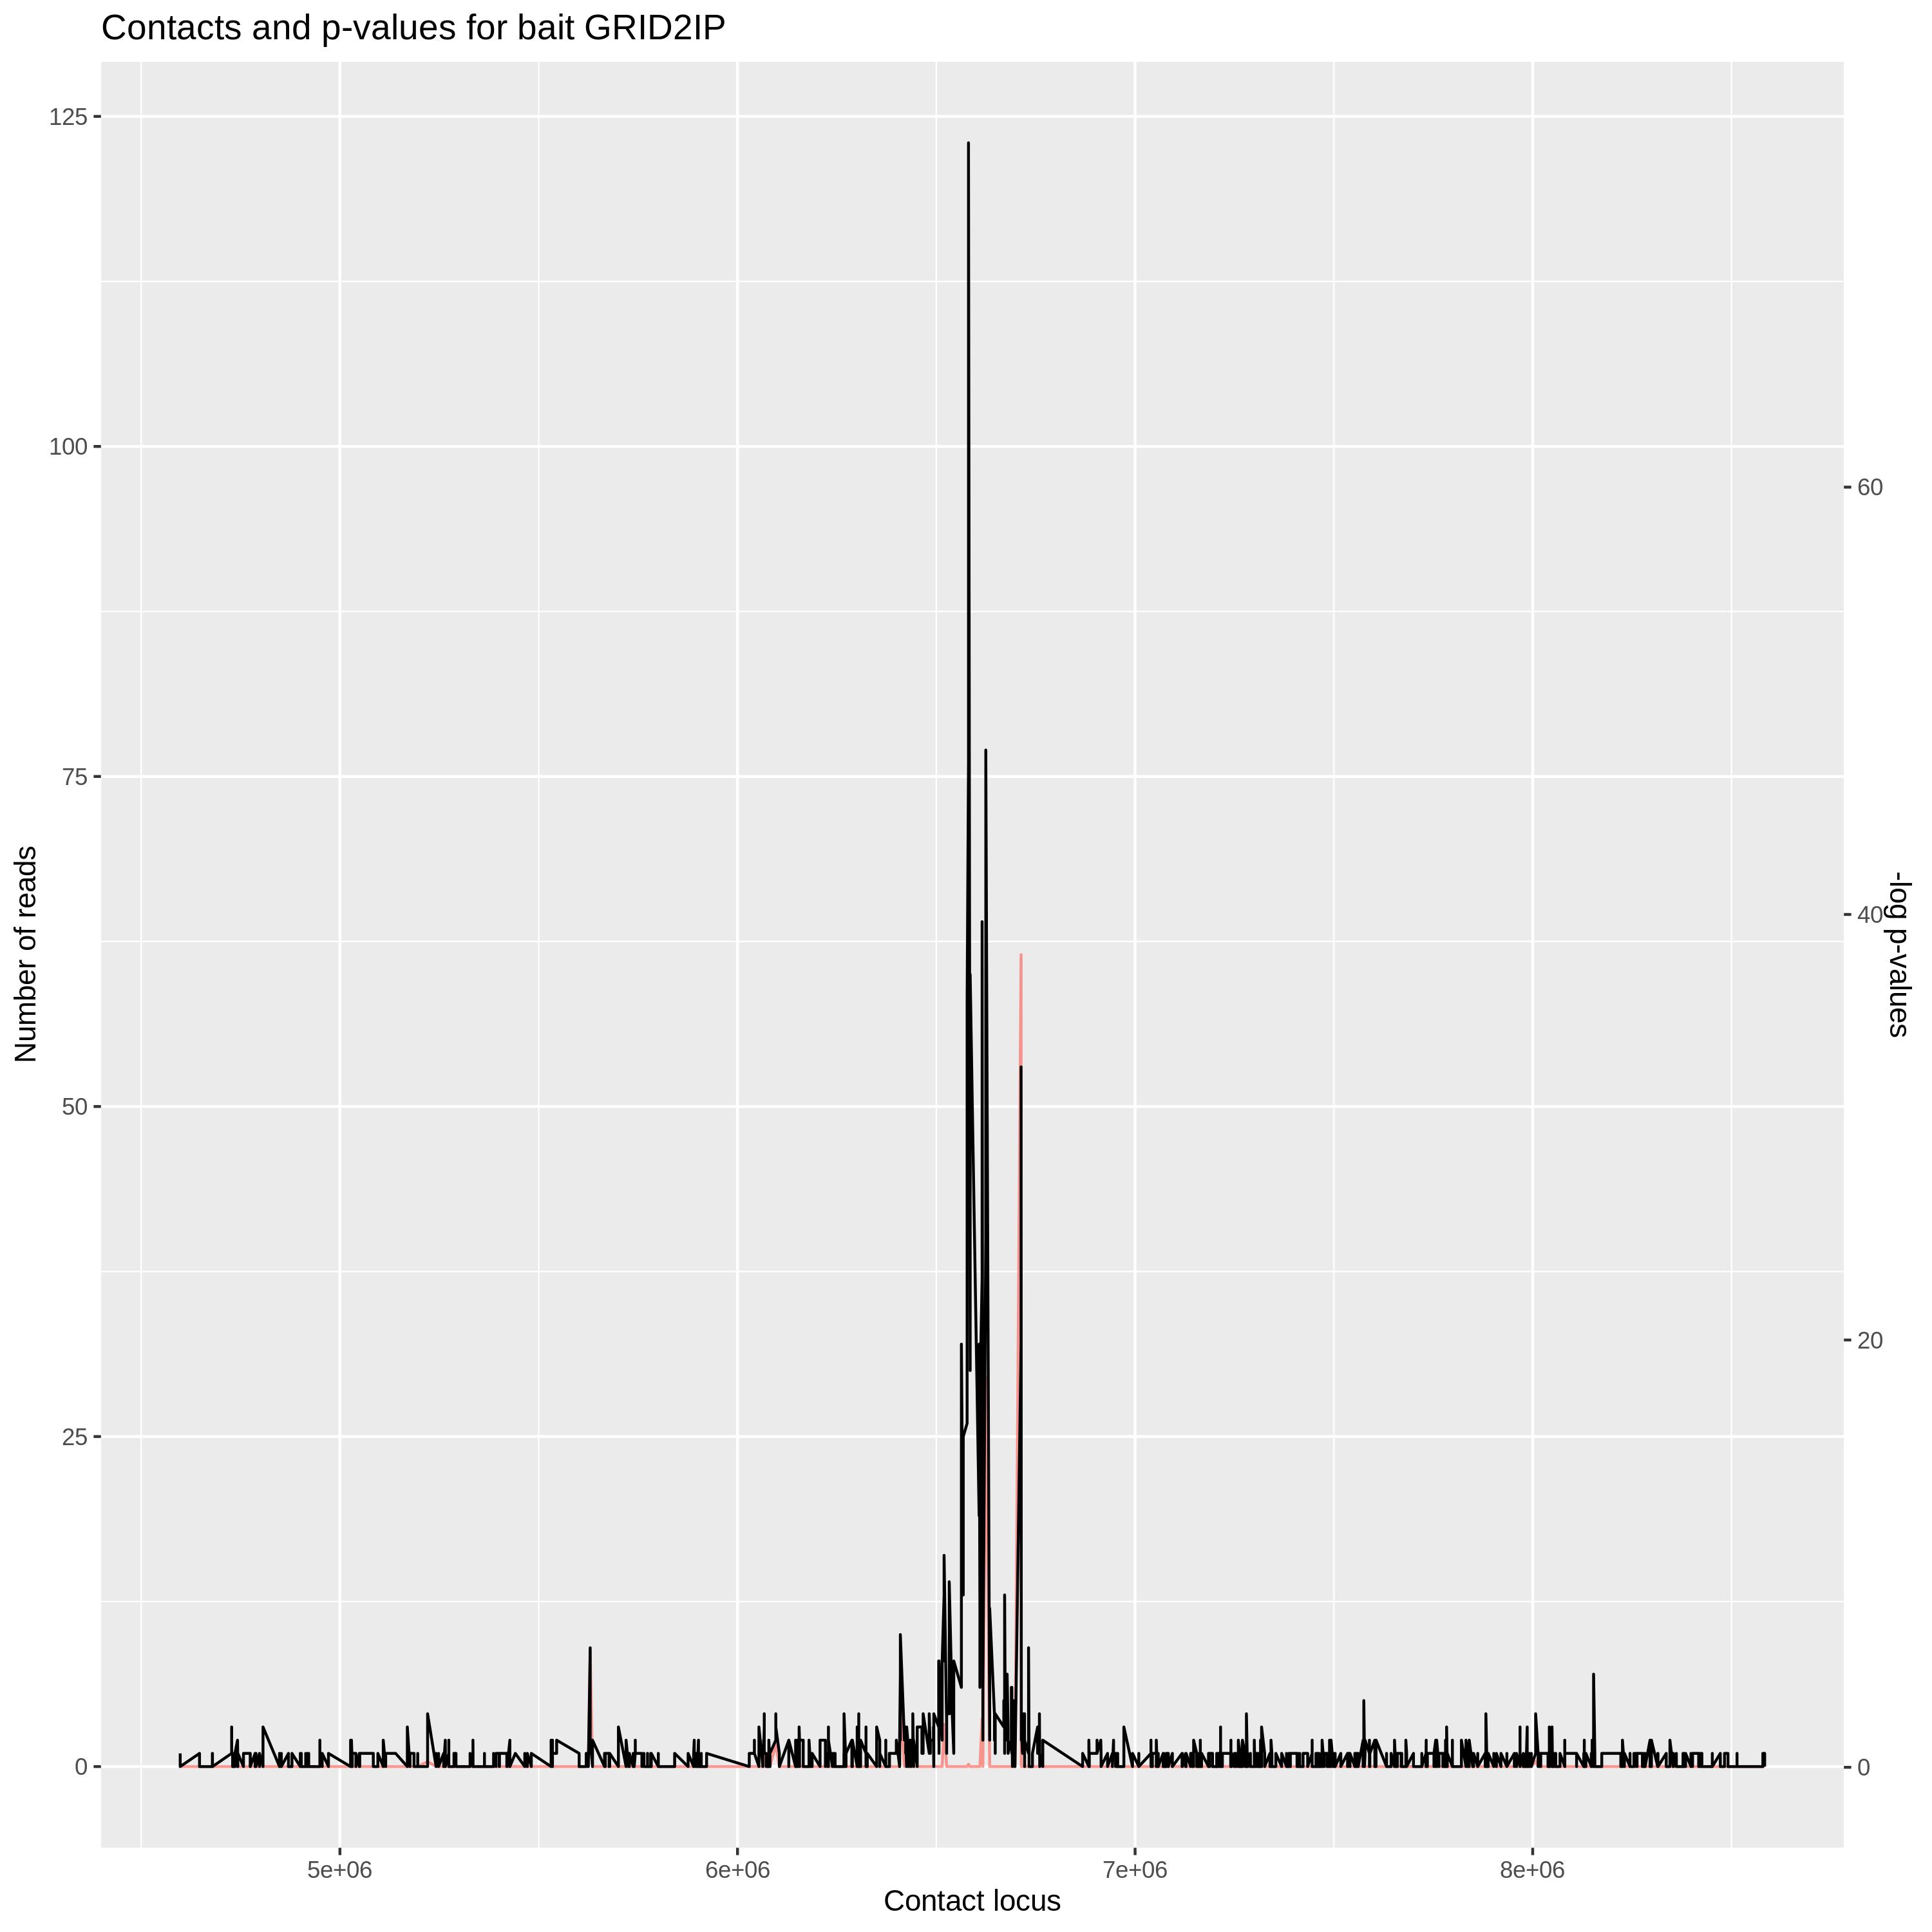 Contacts and p-values for bait GRID2IP
125
100
75
50
25
0
Number of reads
60
40
20
0
-log p-values
5e+06
6e+06
7e+06
8e+06
Contact locus